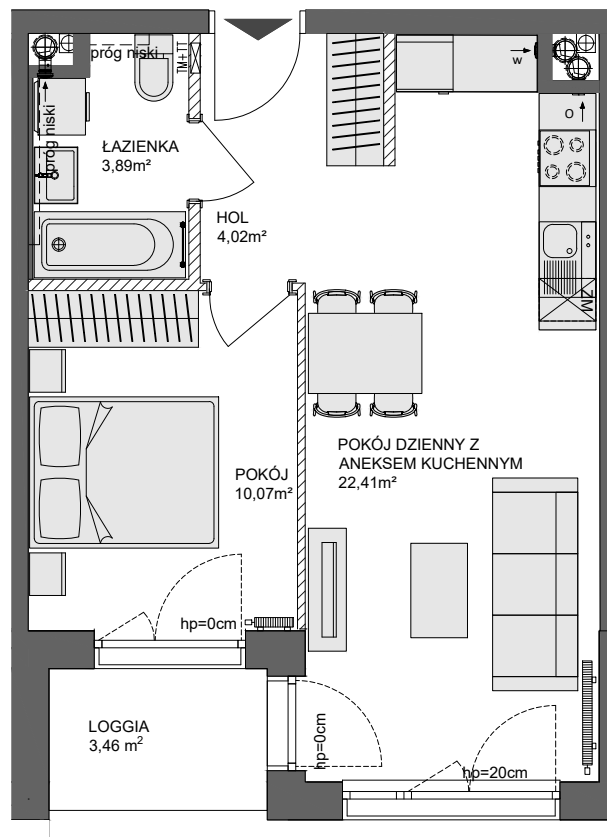 próg niski
TM+TT
w
próg niski
O
ŁAZIENKA
3,89m²
HOL
4,02m²
ZM
POKÓJ DZIENNY Z
ANEKSEM KUCHENNYM
22,41m²
POKÓJ
10,07m²
hp=0cm
LOGGIA
3,46 m²
hp=0cm
hp=20cm